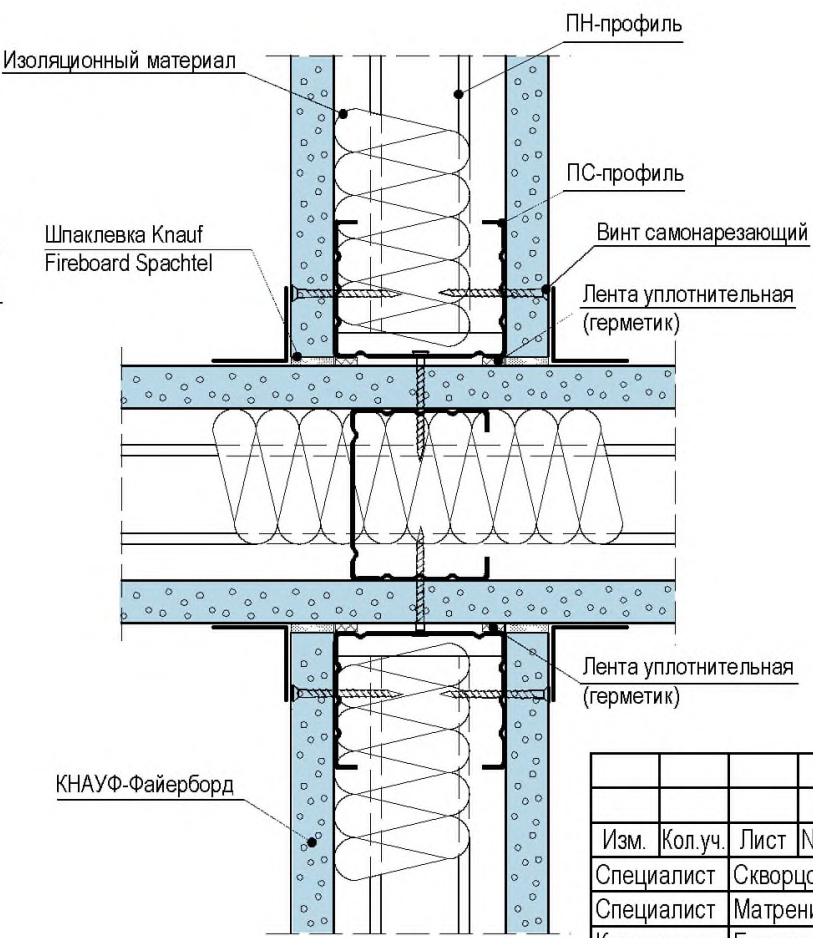 ПН-профиль
Изоляционный материал
ПС-профиль
Винт самонарезающий
Шпаклевка Knauf
Fireboard Spachtel
Лента уплотнительная
(герметик)
Лента уплотнительная
(герметик)
КНАУФ-Файерборд
Изм. Кол.уч. Лист
Специалист
Специалист